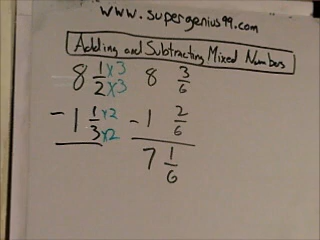 www.supergenius99.com
Adding and Subtracting Mixed Numbers
8 1/2 x3 x3 8 3/6
- 1 1/3 x2 x2 - 1 2/6
7 1/6